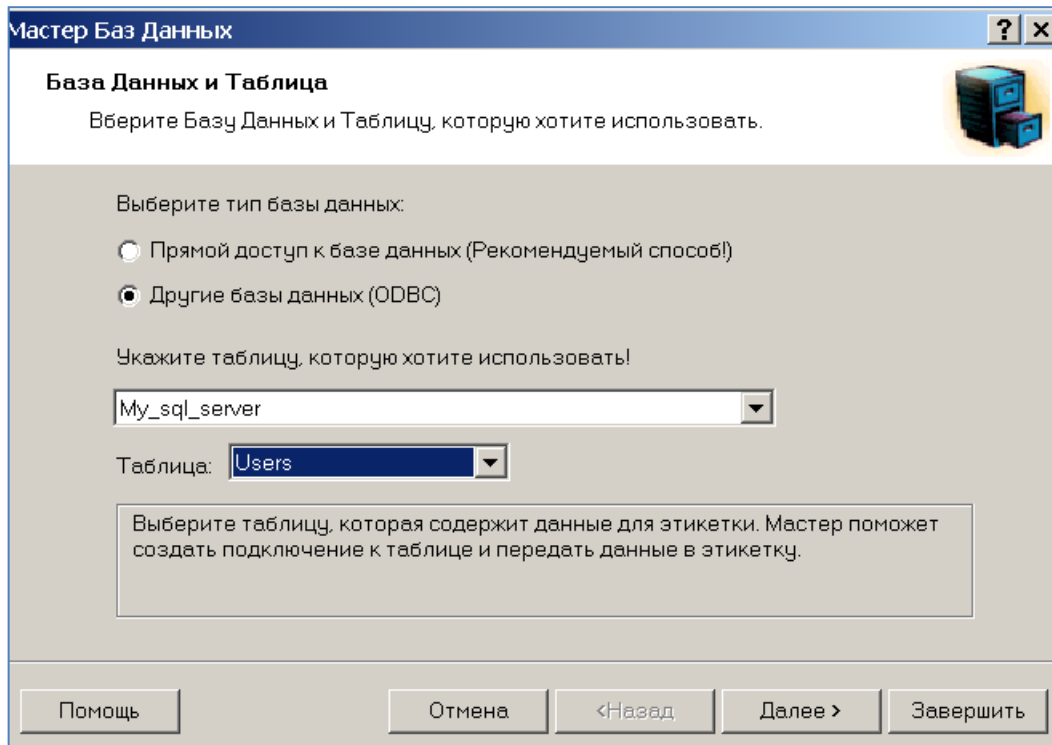 Мастер Баз Данных
База Данных и Таблица
Вберите Базу Данных и Таблицу, которую хотите использовать.
Выберите тип базы данных:
Прямой доступ к базе данных (Рекомендуемый способ!)
Другие базы данных (ODBC)
Укажите таблицу, которую хотите использовать!
My_sql_server
Таблица: Users
Выберите таблицу, которая содержит данные для этикетки. Мастер поможет
создать подключение к таблице и передать данные в этикетку.
Помощь Отмена <Назад Далее > Завершить